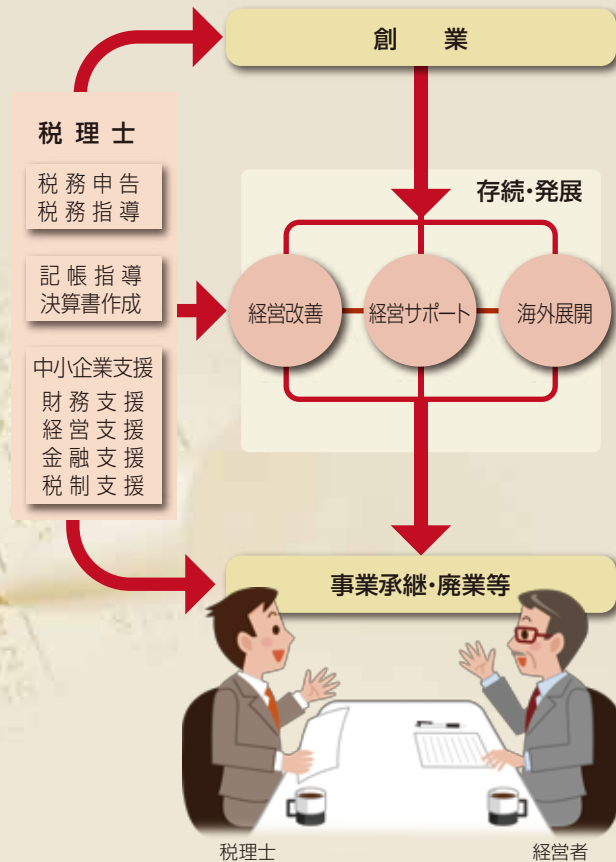 創　業
税理士
税務申告
税務指導
記帳指導
決算書作成
中小企業支援
財務支援
経営支援
金融支援
税制支援
存続・発展
経営改善
経営サポート
海外展開
事業承継・廃業等
税理士
経営者